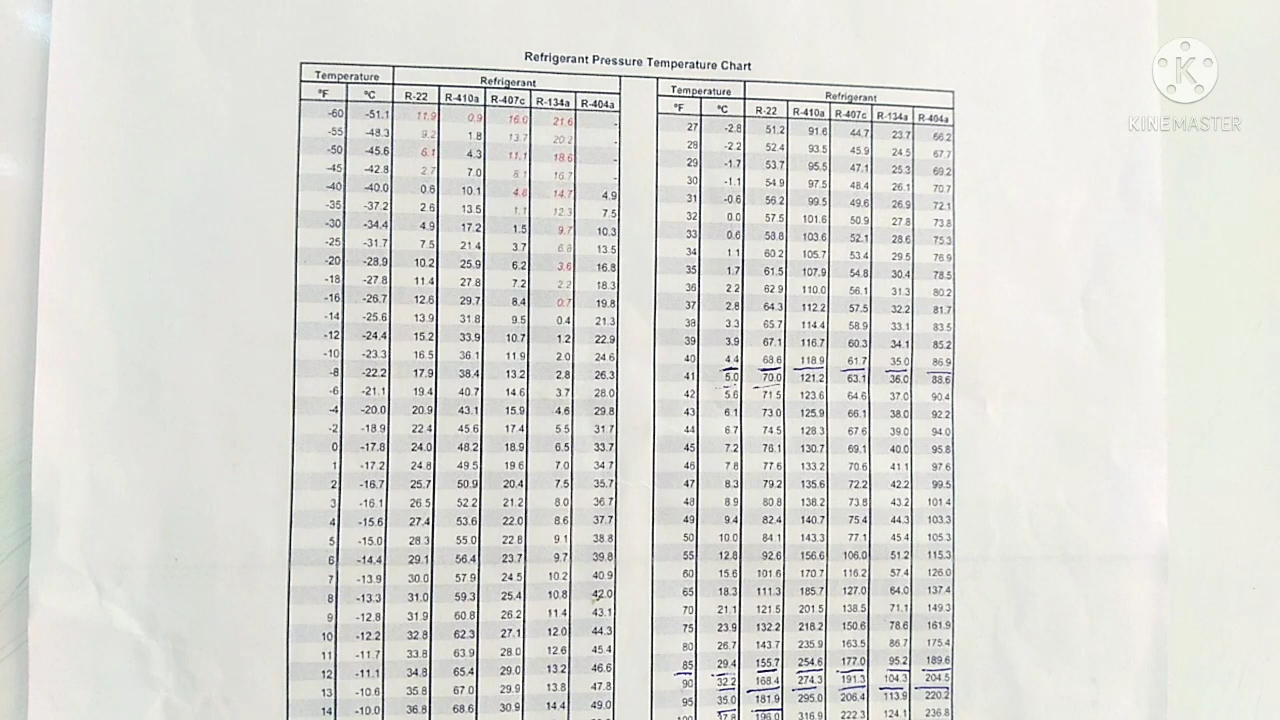 Refrigerant Pressure Temperature Chart
K
KINEMASTER
Temperature Refrigerant
°F °C R-22 R-410a R-407c R-134a R-404a
-60 -51.1 11.9 0.9 16.0 21.6 -
-55 -48.3 9.2 1.8 13.7 20.2 -
-50 -45.6 6.1 4.3 11.1 18.6 -
-45 -42.8 2.7 7.0 8.1 16.7 -
-40 -40.0 0.6 10.1 4.8 14.7 4.9
-35 -37.2 2.6 13.5 1.1 12.3 7.5
-30 -34.4 4.9 17.2 1.5 9.7 10.3
-25 -31.7 7.5 21.4 3.7 6.8 13.5
-20 -28.9 10.2 25.9 6.2 3.6 16.8
-18 -27.8 11.4 27.8 7.2 2.2 18.3
-16 -26.7 12.6 29.7 8.4 0.7 19.8
-14 -25.6 13.9 31.8 9.5 0.4 21.3
-12 -24.4 15.2 33.9 10.7 1.2 22.9
-10 -23.3 16.5 36.1 11.9 2.0 24.6
-8 -22.2 17.9 38.4 13.2 2.8 26.3
-6 -21.1 19.4 40.7 14.6 3.7 28.0
-4 -20.0 20.9 43.1 15.9 4.6 29.8
-2 -18.9 22.4 45.6 17.4 5.5 31.7
0 -17.8 24.0 48.2 18.9 6.5 33.7
1 -17.2 24.8 49.5 19.6 7.0 34.7
2 -16.7 25.7 50.9 20.4 7.5 35.7
3 -16.1 26.5 52.2 21.2 8.0 36.7
4 -15.6 27.4 53.6 22.0 8.6 37.7
5 -15.0 28.3 55.0 22.8 9.1 38.8
6 -14.4 29.1 56.4 23.7 9.7 39.8
7 -13.9 30.0 57.9 24.5 10.2 40.9
8 -13.3 31.0 59.3 25.4 10.8 42.0
9 -12.8 31.9 60.8 26.2 11.4 43.1
10 -12.2 32.8 62.3 27.1 12.0 44.3
11 -11.7 33.8 63.9 28.0 12.6 45.4
12 -11.1 34.8 65.4 29.0 13.2 46.6
13 -10.6 35.8 67.0 29.9 13.8 47.8
14 -10.0 36.8 68.6 30.9 14.4 49.0
Temperature Refrigerant
°F °C R-22 R-410a R-407c R-134a R-404a
27 -2.8 51.2 91.6 44.7 23.7 66.2
28 -2.2 52.4 93.5 45.9 24.5 67.7
29 -1.7 53.7 95.5 47.1 25.3 69.2
30 -1.1 54.9 97.5 48.4 26.1 70.7
31 -0.6 56.2 99.5 49.6 26.9 72.1
32 0.0 57.5 101.6 50.9 27.8 73.8
33 0.6 58.8 103.6 52.1 28.6 75.3
34 1.1 60.2 105.7 53.4 29.5 76.9
35 1.7 61.5 107.9 54.8 30.4 78.5
36 2.2 62.9 110.0 56.1 31.3 80.2
37 2.8 64.3 112.2 57.5 32.2 81.7
38 3.3 65.7 114.4 58.9 33.1 83.5
39 3.9 67.1 116.7 60.3 34.1 85.2
40 4.4 68.6 118.9 61.7 35.0 86.9
41 5.0 70.0 121.2 63.1 36.0 88.6
42 5.6 71.5 123.6 64.6 37.0 90.4
43 6.1 73.0 125.9 66.1 38.0 92.2
44 6.7 74.5 128.3 67.6 39.0 94.0
45 7.2 76.1 130.7 69.1 40.0 95.8
46 7.8 77.6 133.2 70.6 41.1 97.6
47 8.3 79.2 135.6 72.2 42.2 99.5
48 8.9 80.8 138.2 73.8 43.2 101.4
49 9.4 82.4 140.7 75.4 44.3 103.3
50 10.0 84.1 143.3 77.1 45.4 105.3
55 12.8 92.6 156.6 106.0 51.2 115.3
60 15.6 101.6 170.7 116.2 57.4 126.0
65 18.3 111.3 185.7 127.0 64.0 137.4
70 21.1 121.5 201.5 138.5 71.1 149.3
75 23.9 132.2 218.2 150.6 78.6 161.9
80 26.7 143.7 235.9 163.5 86.7 175.4
85 29.4 155.7 254.6 177.0 95.2 189.6
90 32.2 168.4 274.3 191.3 104.3 204.5
95 35.0 181.9 295.0 206.4 113.9 220.2
100 37.8 196.0 316.9 222.3 124.1 236.8